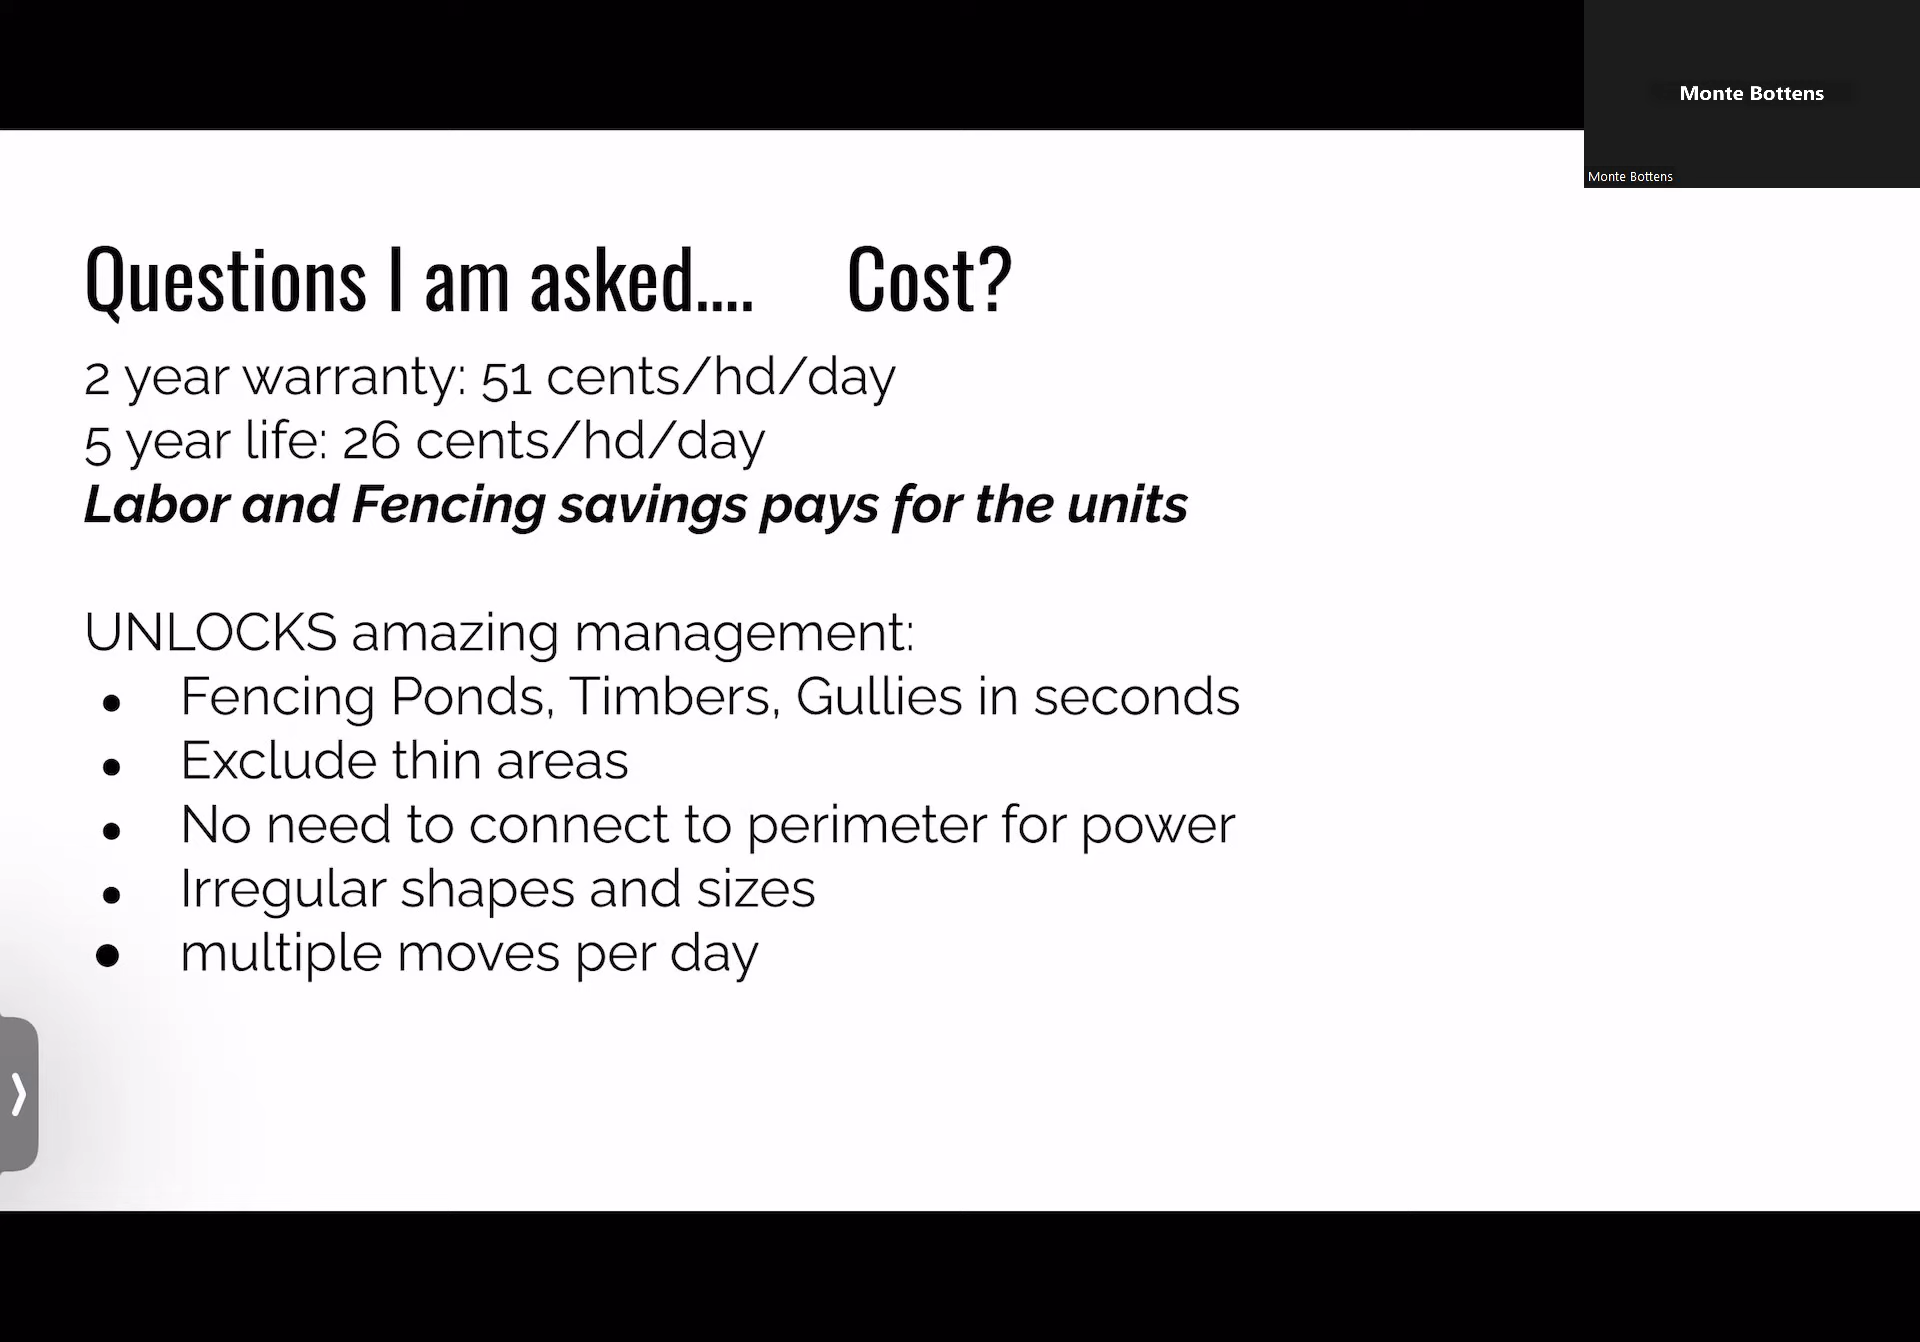 Monte Bottens
Monte Bottens
Questions I am asked.... Cost?
2 year warranty: 51 cents/hd/day
5 year life: 26 cents/hd/day
Labor and Fencing savings pays for the units
UNLOCKS amazing management:
● Fencing Ponds, Timbers, Gullies in seconds
● Exclude thin areas
● No need to connect to perimeter for power
● Irregular shapes and sizes
● multiple moves per day